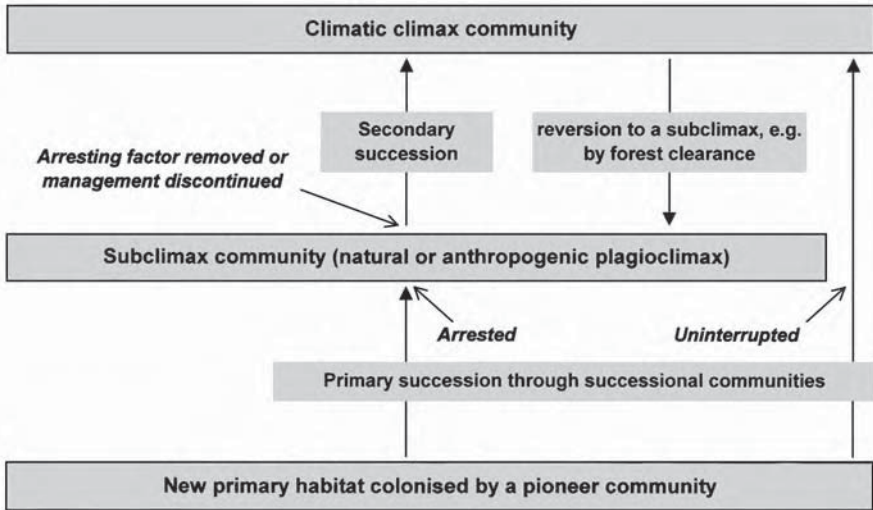 Climatic climax community
Secondary
succession
reversion to a subclimax, e.g.
by forest clearance
Arresting factor removed or
management discontinued
Subclimax community (natural or anthropogenic plagioclimax)
Arrested
Uninterrupted
Primary succession through successional communities
New primary habitat colonised by a pioneer community